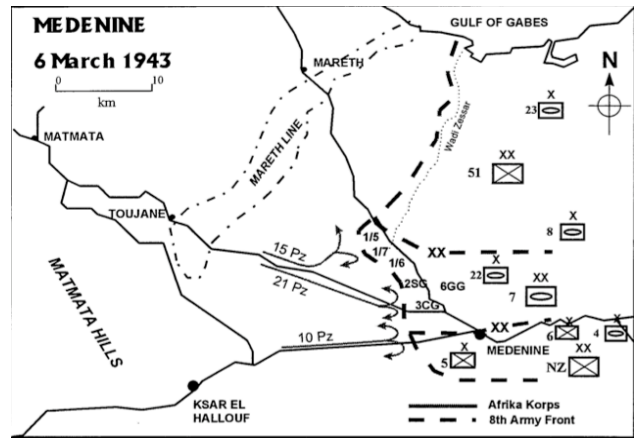 MEDENINE
6 March 1943
0 10
km
GULF OF GABES
N
MARETH
MATMATA
MARETH LINE
Wadi Zessar
X
23
XX
51
TOUJANE
1/5
1/7
1/6
X
8
XX
15 Pz
21 Pz
2SG
6GG
X
22
XX
7
3CG
10 Pz
XX
MEDENINE
X
5
X
6
X
4
XX
NZ
MATMATA HILLS
KSAR EL
HALLOUF
Afrika Korps
8th Army Front